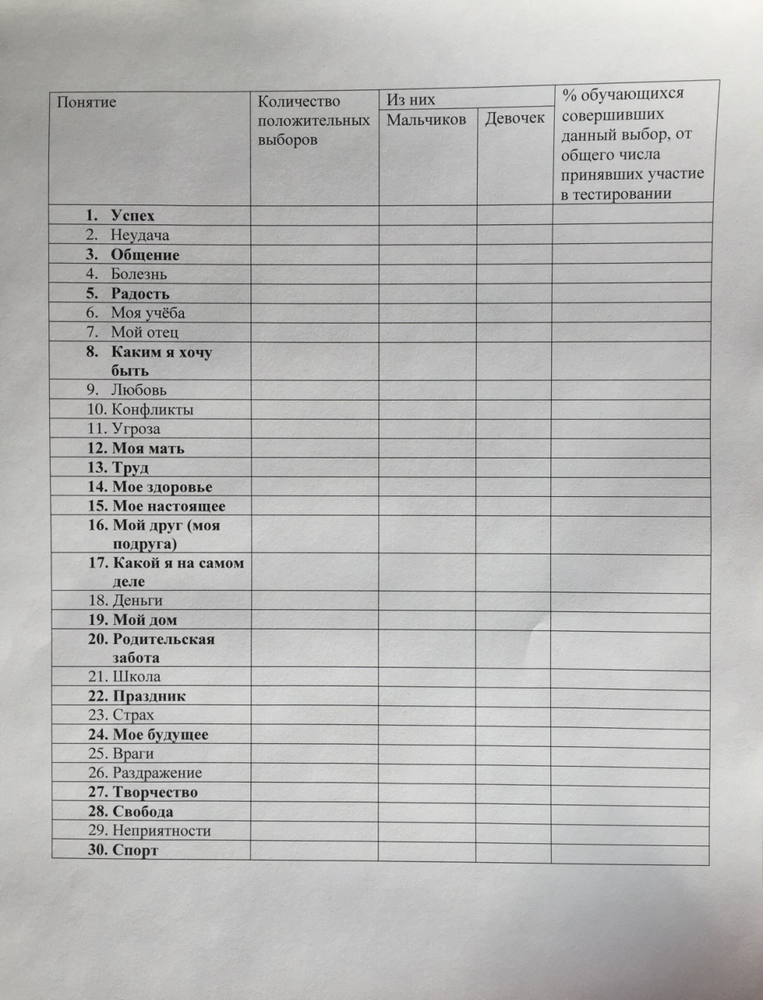 Понятие
Количество
положительных
выборов
Из них
Мальчиков
Девочек
% обучающихся
совершивших
данный выбор, от
общего числа
принявших участие
в тестировании
1. Успех
2. Неудача
3. Общение
4. Болезнь
5. Радость
6. Моя учёба
7. Мой отец
8. Каким я хочу
быть
9. Любовь
10. Конфликты
11. Угроза
12. Моя мать
13. Труд
14. Мое здоровье
15. Мое настоящее
16. Мой друг (моя
подруга)
17. Какой я на самом
деле
18. Деньги
19. Мой дом
20. Родительская
забота
21. Школа
22. Праздник
23. Страх
24. Мое будущее
25. Враги
26. Раздражение
27. Творчество
28. Свобода
29. Неприятности
30. Спорт